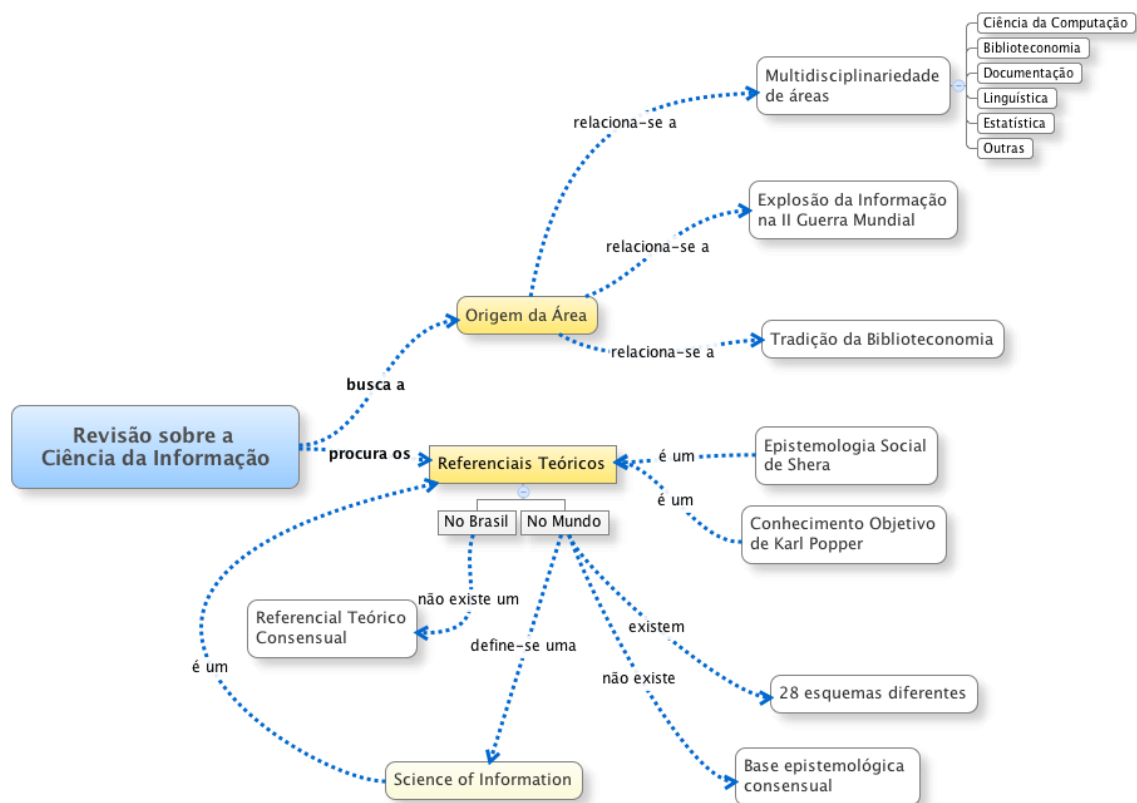 Ciência da Computação
Biblioteconomia
Documentação
Linguística
Estatística
Outras
Multidisciplinariedade
de áreas
relaciona-se a
Explosão da Informação
na II Guerra Mundial
relaciona-se a
Origem da Área
Tradição da Biblioteconomia
relaciona-se a
busca a
Revisão sobre a
Ciência da Informação
procura os
Referenciais Teóricos
é um
Epistemologia Social
de Shera
é um
No Brasil
No Mundo
Conhecimento Objetivo
de Karl Popper
não existe um
Referencial Teórico
Consensual
define-se uma
existem
não existe
é um
28 esquemas diferentes
Science of Information
Base epistemológica
consensual